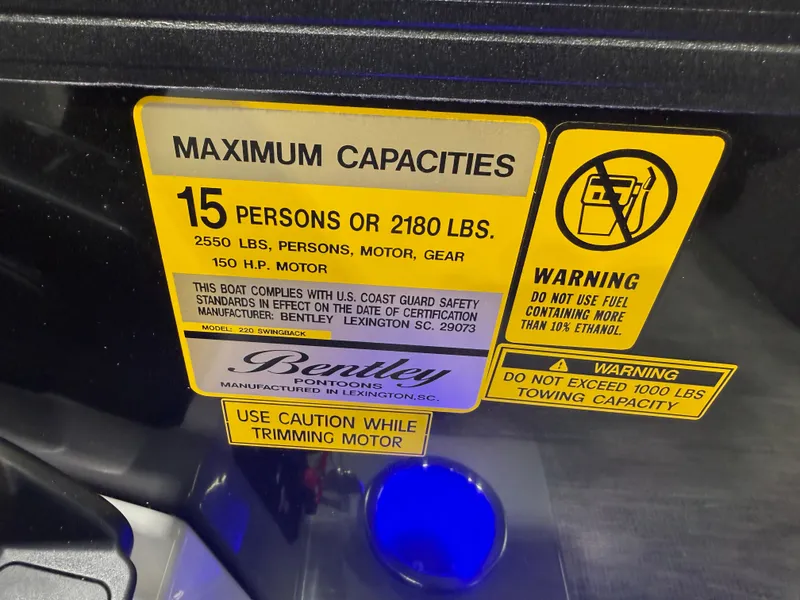 MAXIMUM CAPACITIES
15 PERSONS OR 2180 LBS.
2550 LBS, PERSONS, MOTOR, GEAR
150 H.P. MOTOR
THIS BOAT COMPLIES WITH U.S. COAST GUARD SAFETY
STANDARDS IN EFFECT ON THE DATE OF CERTIFICATION
MANUFACTURER: BENTLEY LEXINGTON SC. 29073
MODEL: 220 SWINGBACK
Bentley
PONTOONS
MANUFACTURED IN LEXINGTON,SC.
USE CAUTION WHILE
TRIMMING MOTOR
WARNING
DO NOT USE FUEL
CONTAINING MORE
THAN 10% ETHANOL.
WARNING
DO NOT EXCEED 1000 LBS
TOWING CAPACITY